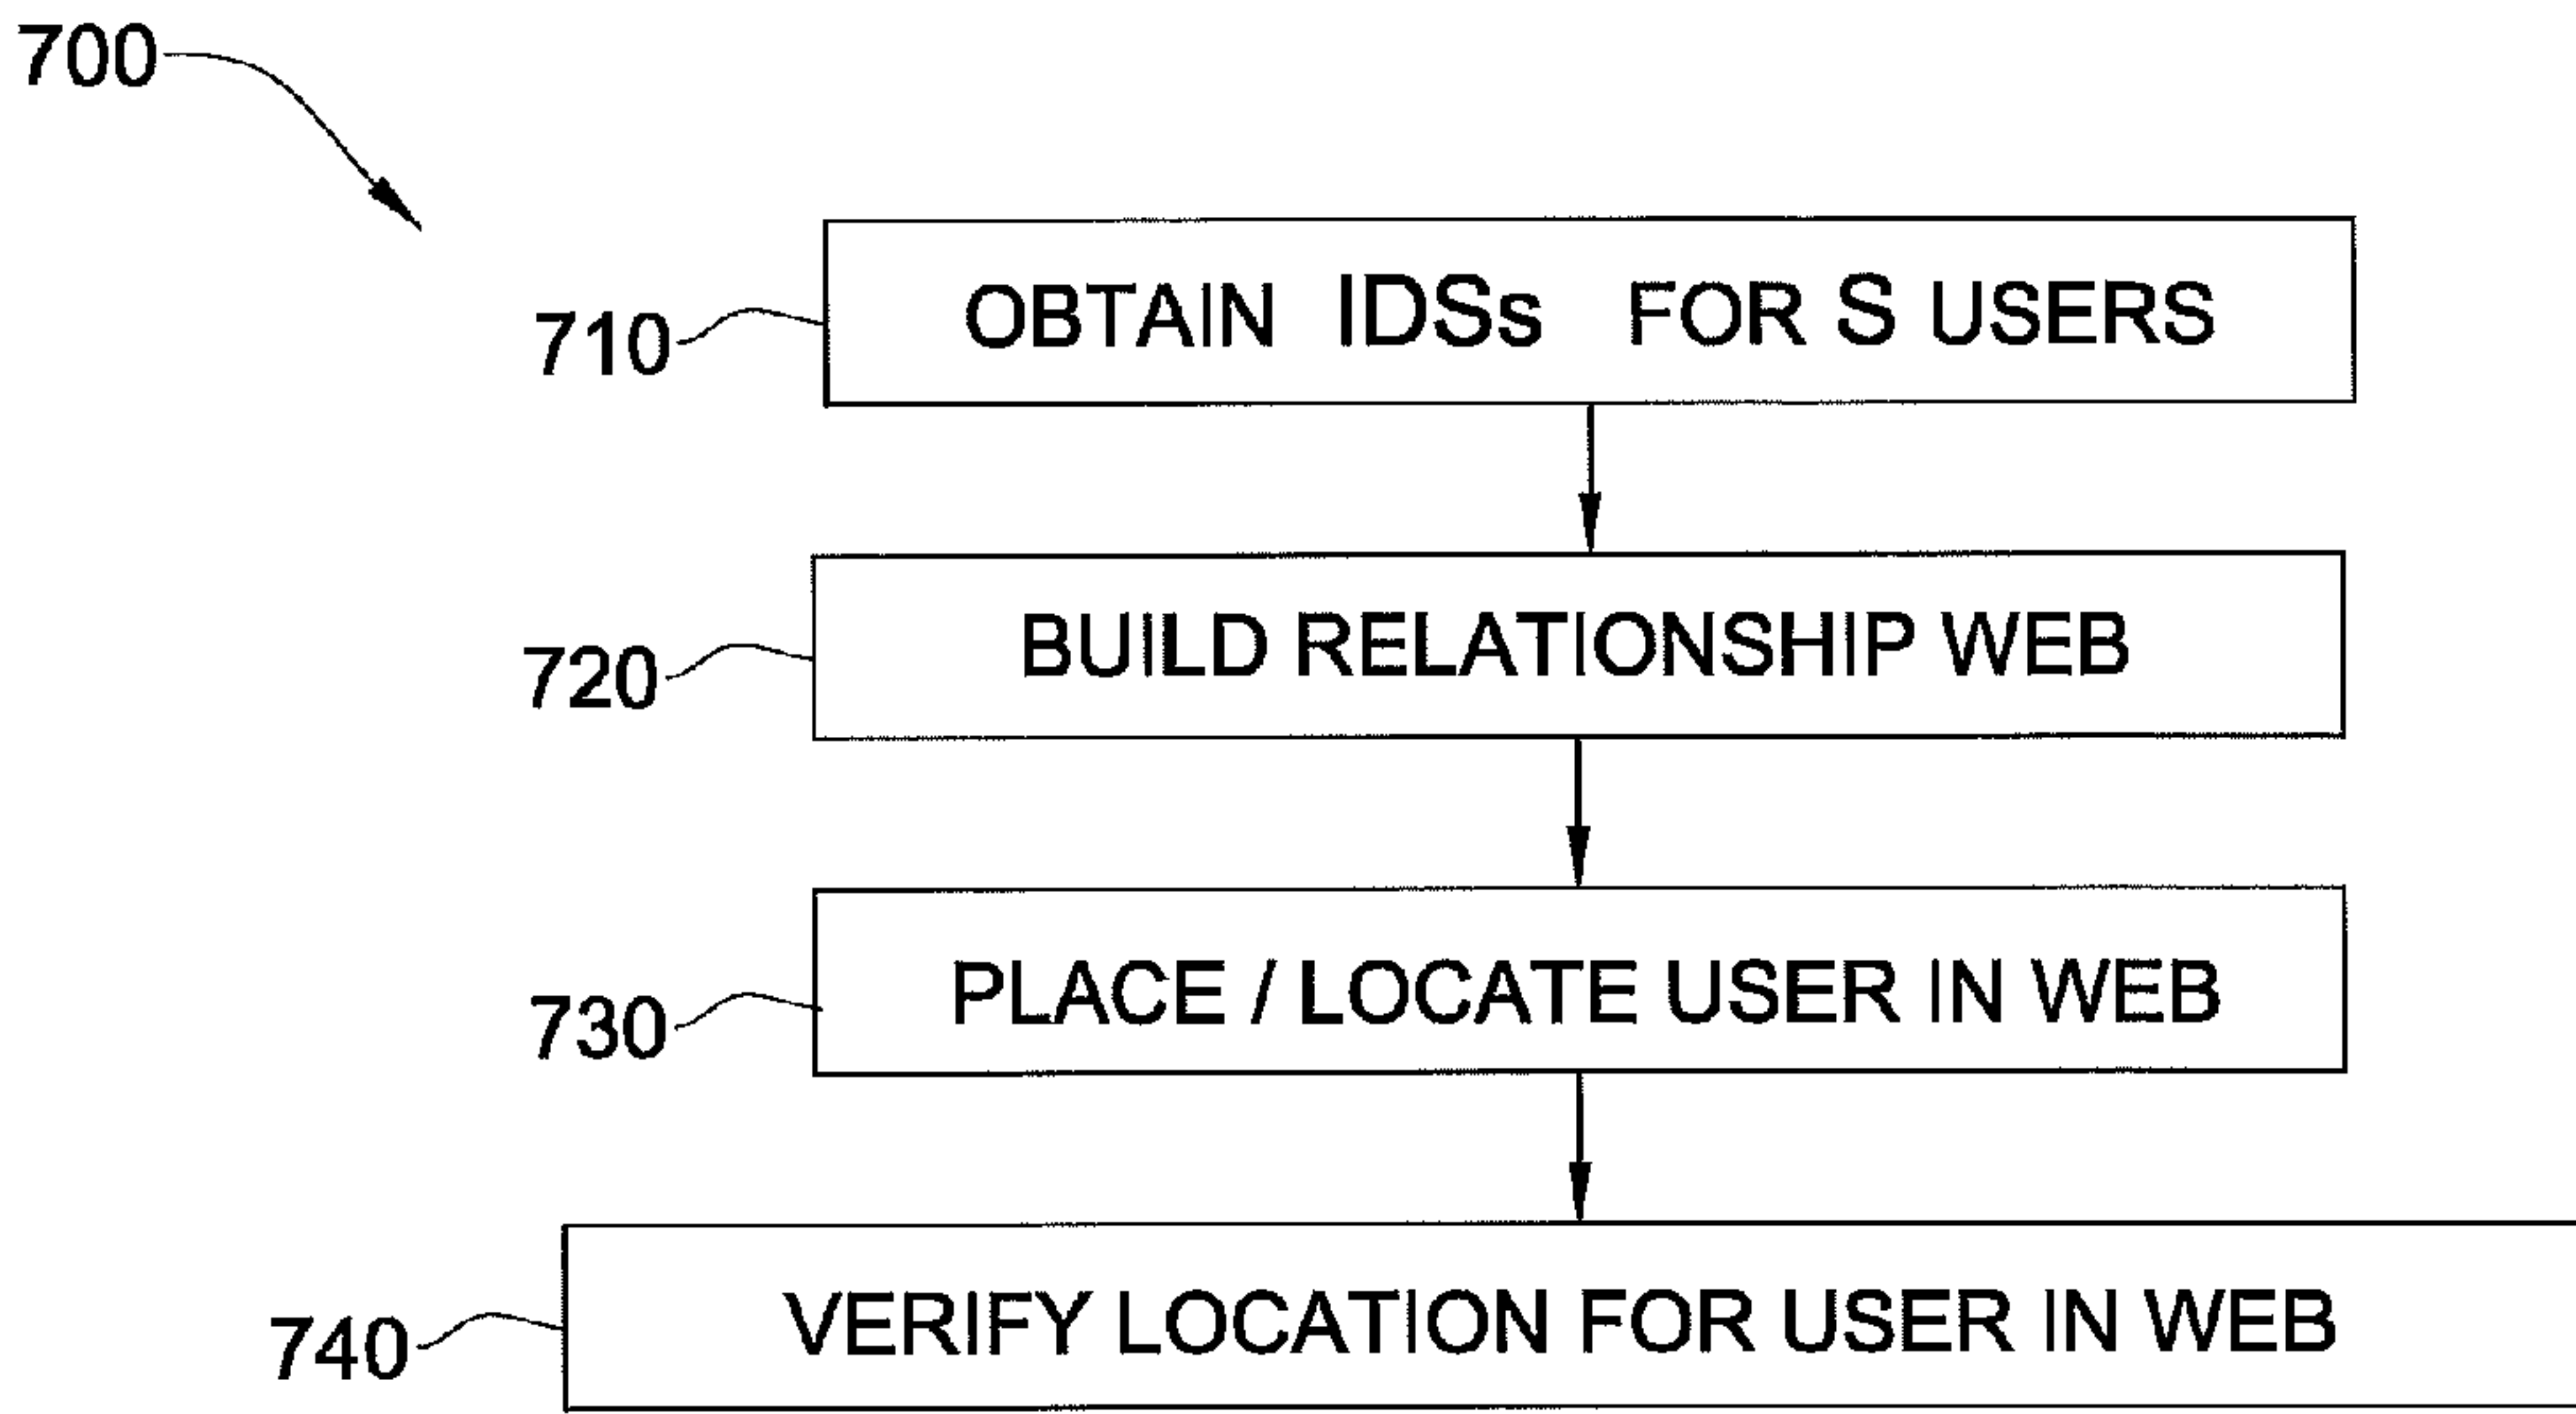 700
710 OBTAIN IDSs FOR S USERS
720 BUILD RELATIONSHIP WEB
730 PLACE / LOCATE USER IN WEB
740 VERIFY LOCATION FOR USER IN WEB